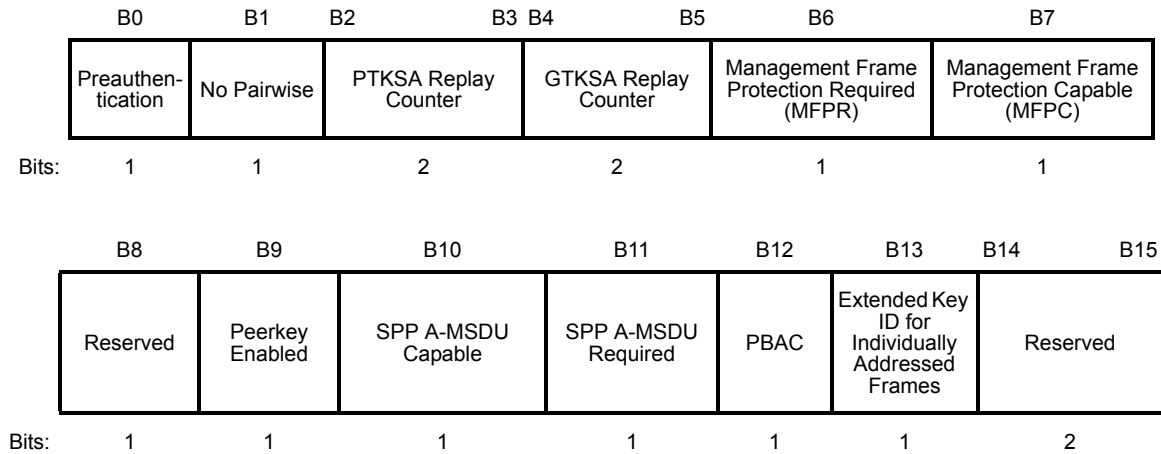 B0 B1 B2 B3 B4 B5 B6 B7
Preauthen-
tication
No Pairwise
PTKSA Replay
Counter
GTKSA Replay
Counter
Management Frame
Protection Required
(MFPR)
Management Frame
Protection Capable
(MFPC)
Bits: 1 1 2 2 1 1
B8 B9 B10 B11 B12 B13 B14 B15
Reserved
Peerkey
Enabled
SPP A-MSDU
Capable
SPP A-MSDU
Required
PBAC
Extended Key
ID for
Individually
Addressed
Frames
Reserved
Bits: 1 1 1 1 1 1 2